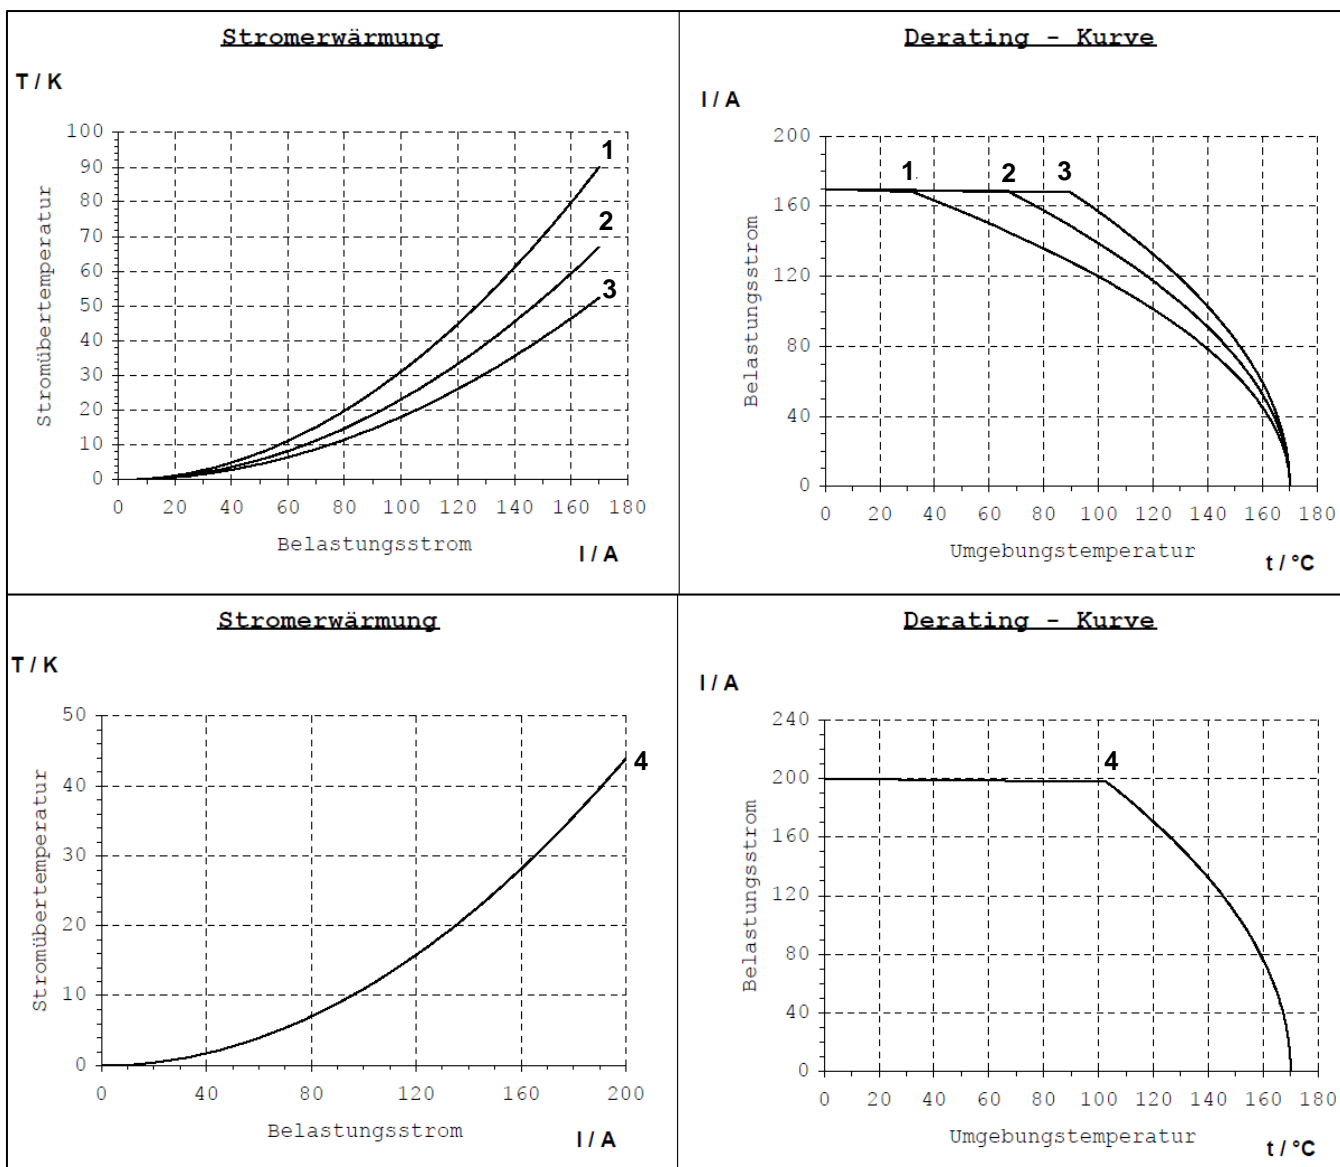 Stromerwärmung
T / K
100
90
80
70
60
50
40
30
20
10
0
Stromübertemperatur
1
2
3
0 20 40 60 80 100 120 140 160 180
Belastungsstrom
I / A
Derating - Kurve
I / A
200
160
120
80
40
0
Belastungsstrom
1 2 3
0 20 40 60 80 100 120 140 160 180
Umgebungstemperatur
t / °C
Stromerwärmung
T / K
50
40
30
20
10
0
Stromübertemperatur
4
0 40 80 120 160 200
Belastungsstrom
I / A
Derating - Kurve
I / A
240
200
160
120
80
40
0
Belastungsstrom
4
0 20 40 60 80 100 120 140 160 180
Umgebungstemperatur
t / °C